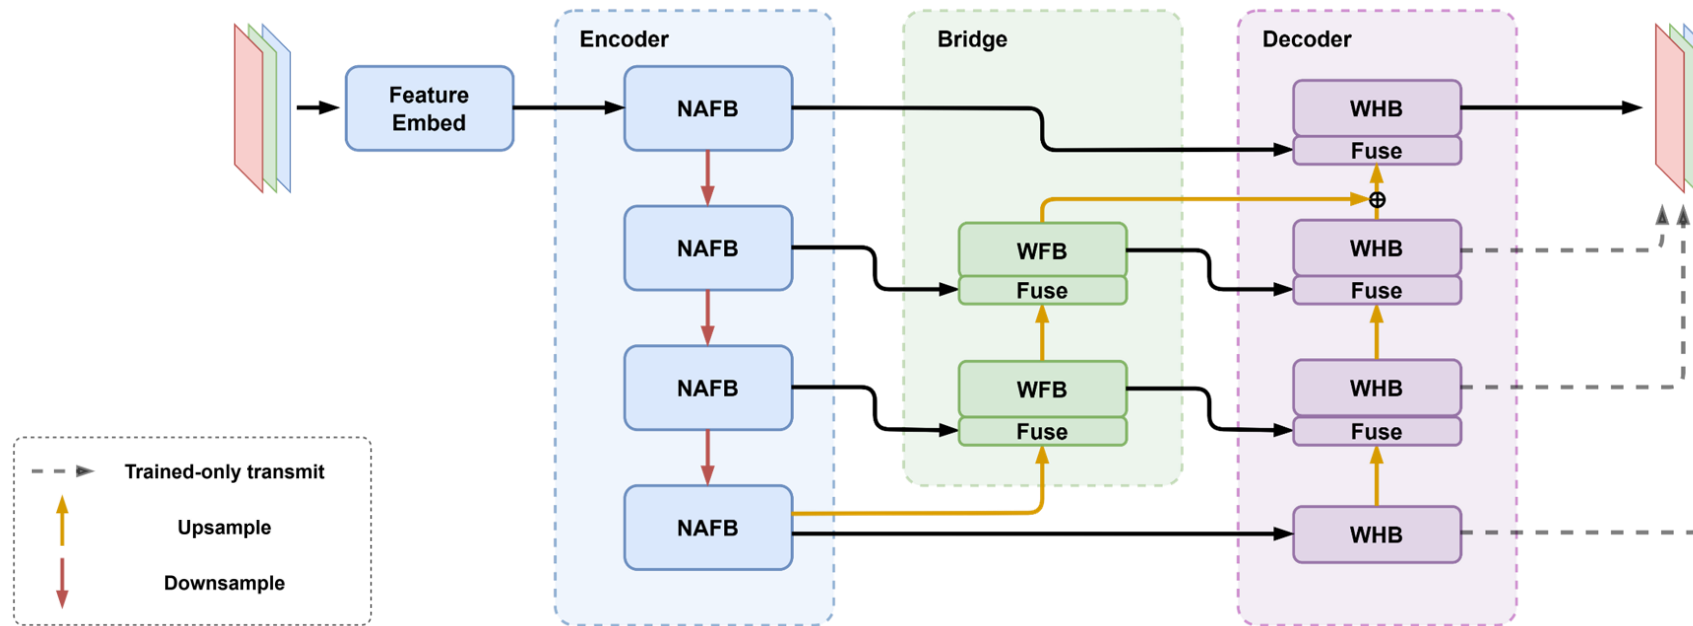 Encoder
Bridge
Decoder
Feature
Embed
NAFB
WHB
Fuse
NAFB
WFB
Fuse
WHB
Fuse
NAFB
WFB
Fuse
WHB
Fuse
NAFB
WHB
Trained-only transmit
Upsample
Downsample